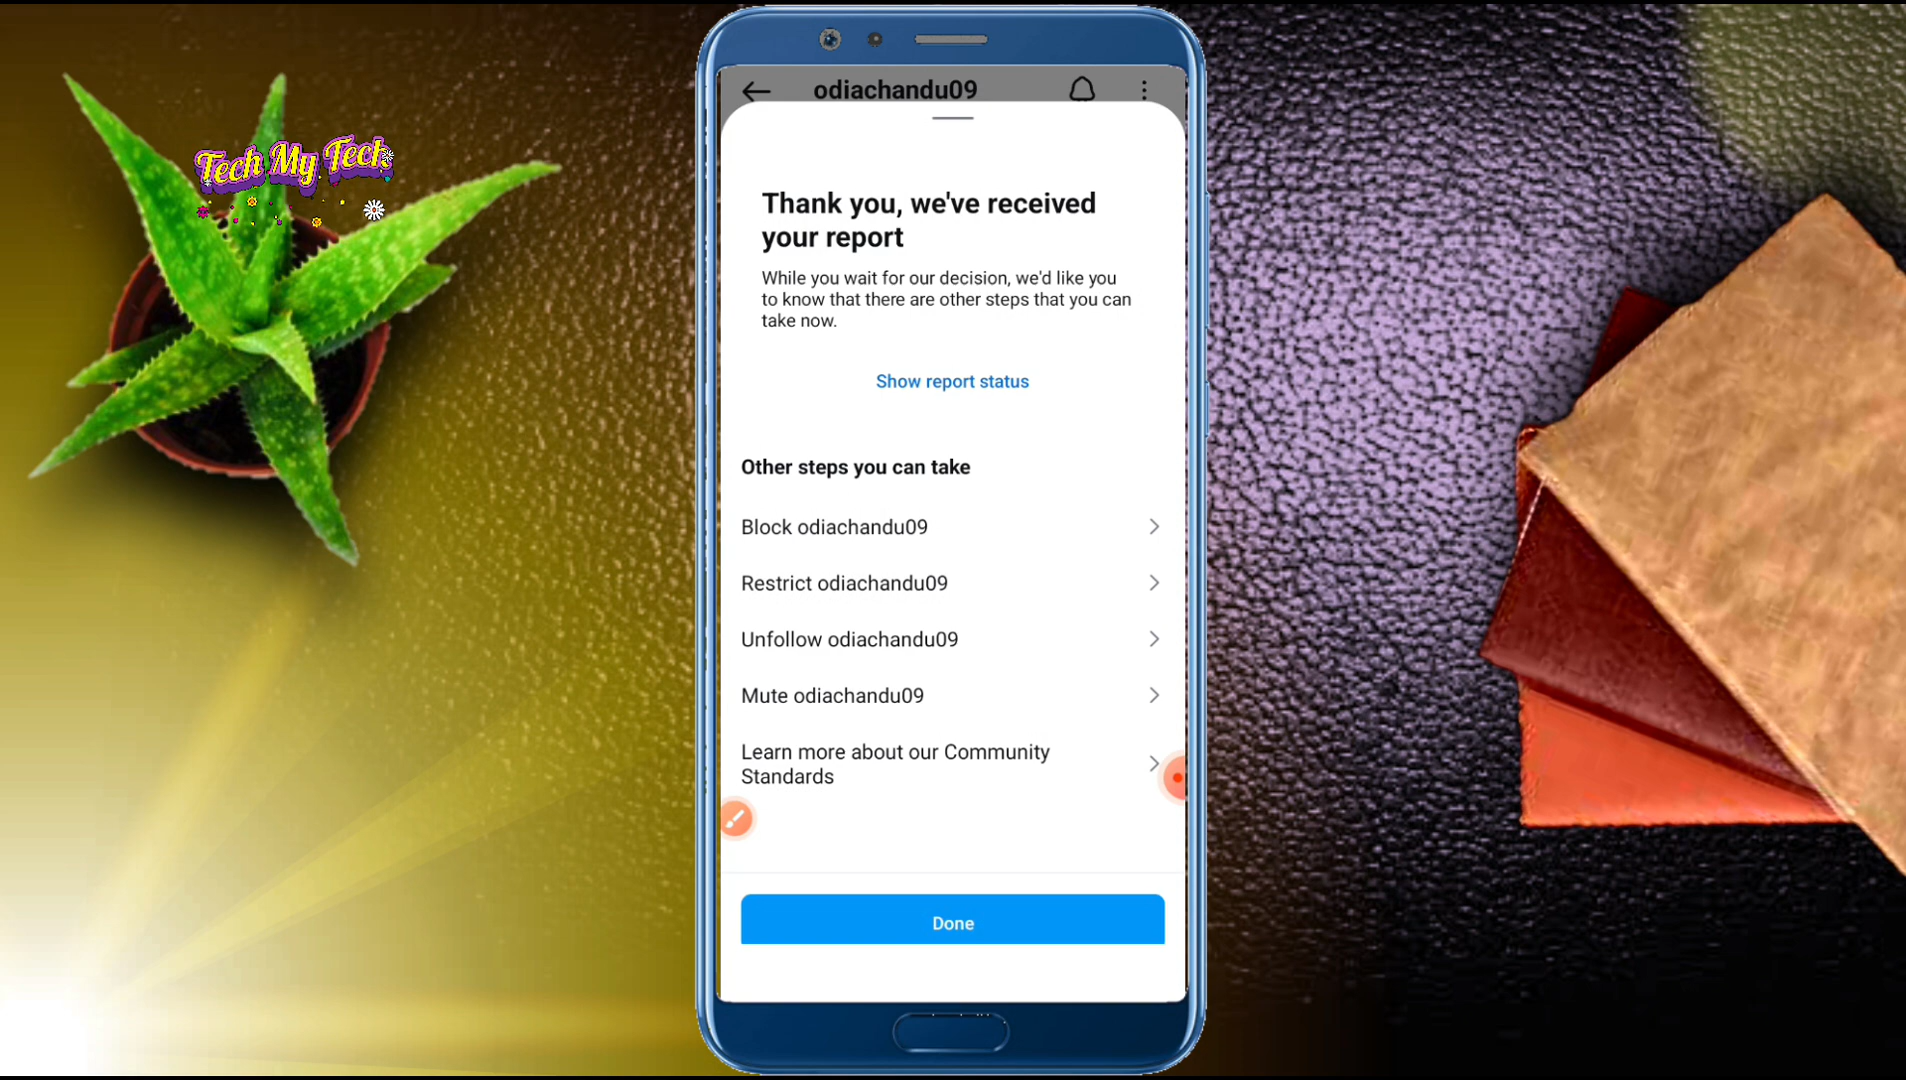 Tech My Tech
odiachandu09
Thank you, we've received
your report
While you wait for our decision, we'd like you
to know that there are other steps that you can
take now.
Show report status
Other steps you can take
Block odiachandu09
Restrict odiachandu09
Unfollow odiachandu09
Mute odiachandu09
Learn more about our Community
Standards
Done